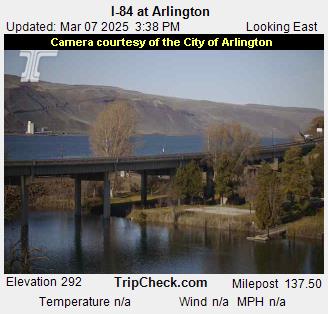 I-84 at Arlington
Updated: Mar 07 2025 3:38 PM Looking East
Camera courtesy of the City of Arlington
Elevation 292 TripCheck.com Milepost 137.50
Temperature n/a Wind n/a MPH n/a